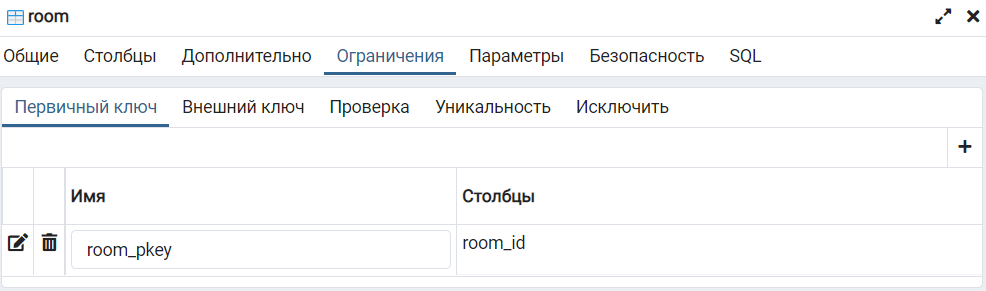 room
Общие Столбцы Дополнительно Ограничения Параметры Безопасность SQL
Первичный ключ Внешний ключ Проверка Уникальность Исключить
Имя Столбцы
room_pkey room_id